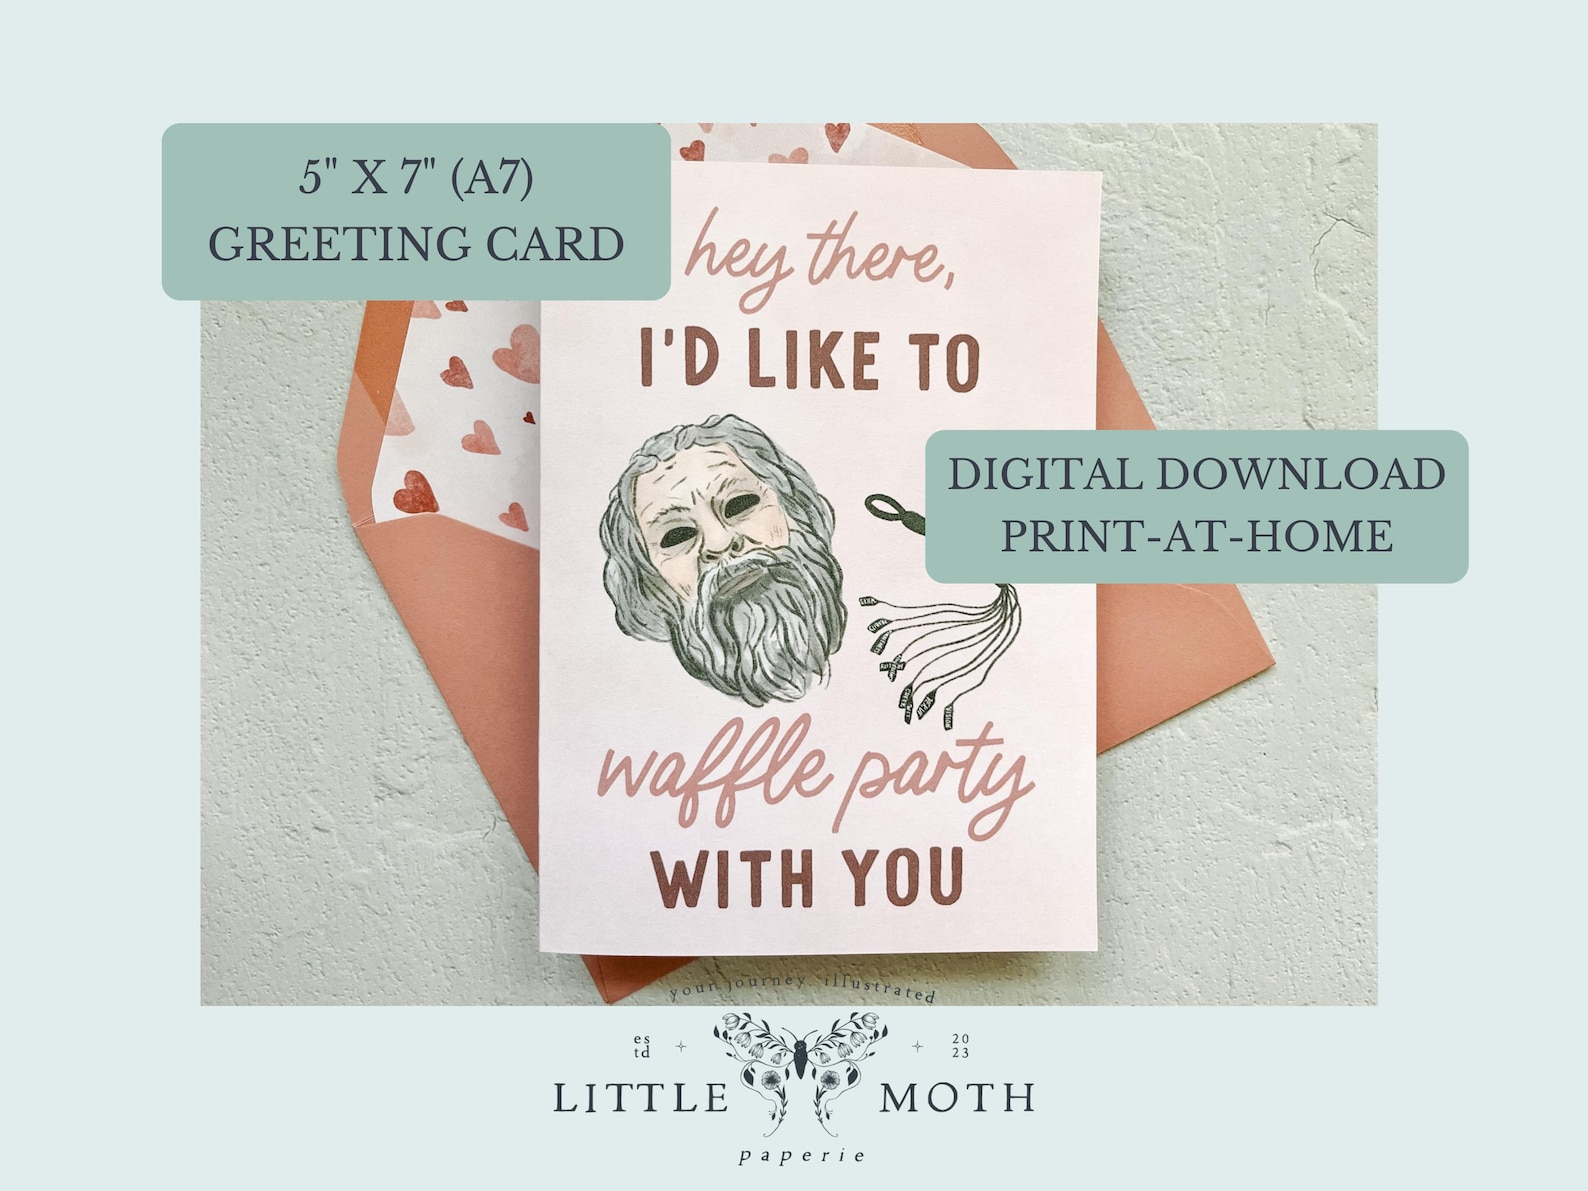 5" X 7" (A7)
GREETING CARD
hey there,
I'D LIKE TO
DIGITAL DOWNLOAD
PRINT-AT-HOME
waffle party
WITH YOU
your journey. illustrated
es
td
20
23
LITTLE MOTH
paperie